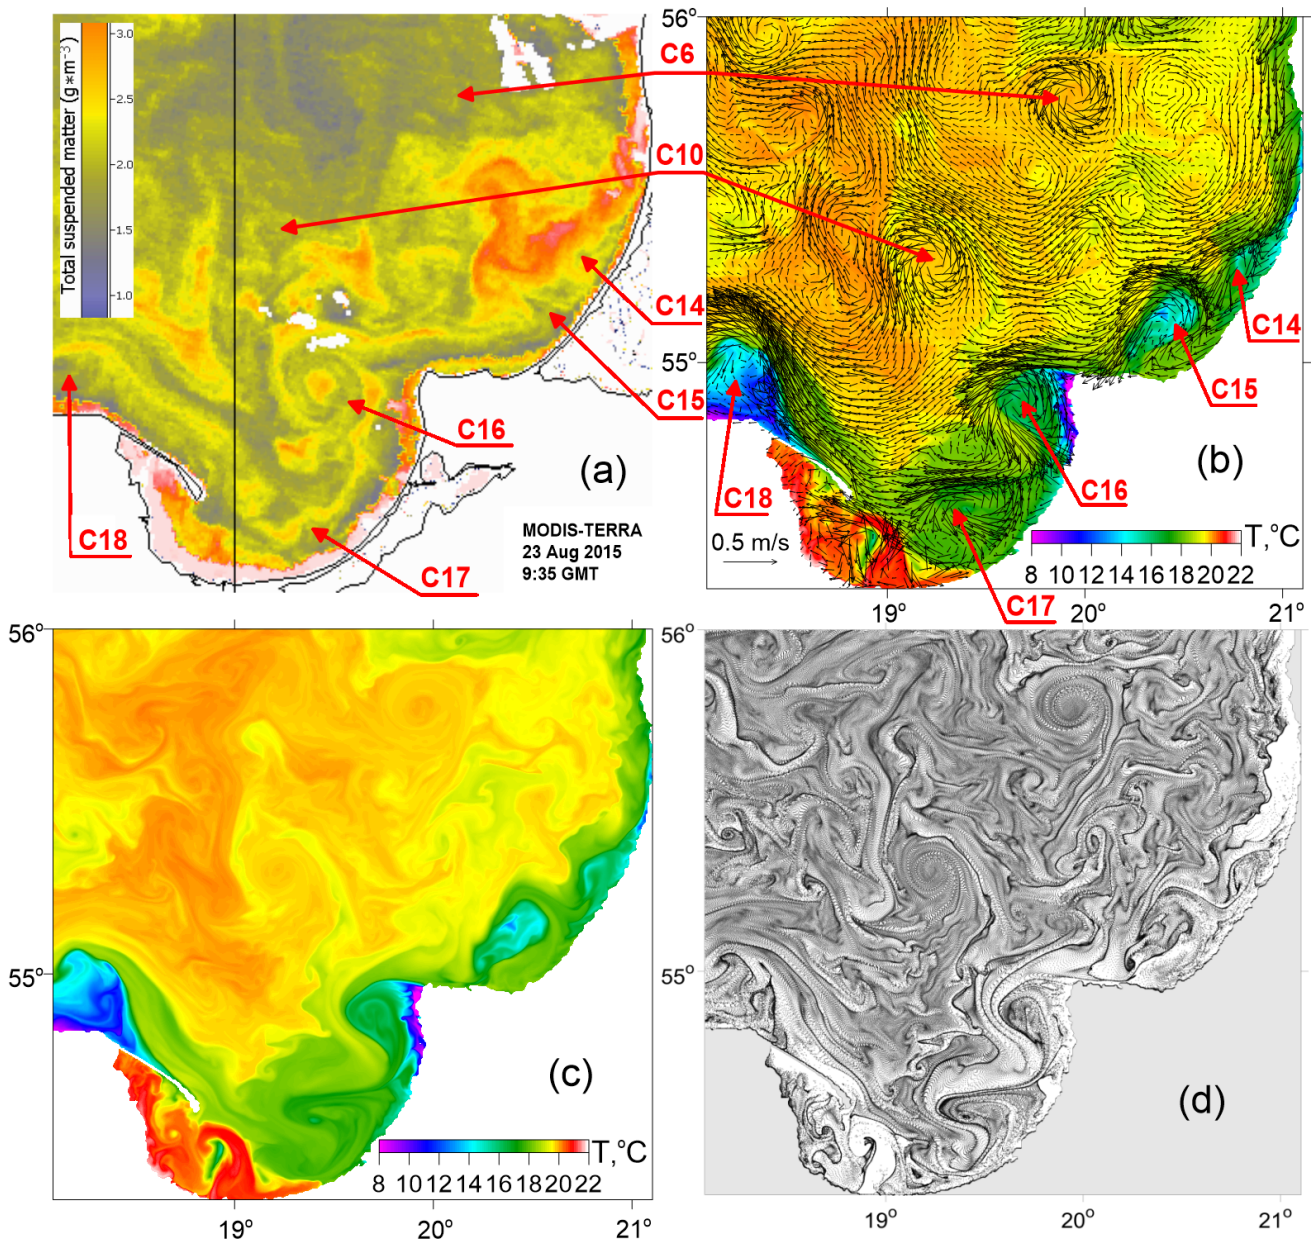 Total suspended matter (g∗m⁻³)
3.0
2.5
2.0
1.5
1.0
C6
C10
C14
C15
C16
C17
C18
(a)
MODIS-TERRA
23 Aug 2015
9:35 GMT
56°
55°
C14
C15
C16
C17
C18
(b)
0.5 m/s
T,°C
8 10 12 14 16 18 20 22
19° 20° 21°
56°
55°
(c)
T,°C
8 10 12 14 16 18 20 22
19° 20° 21°
56°
55°
(d)
19° 20° 21°